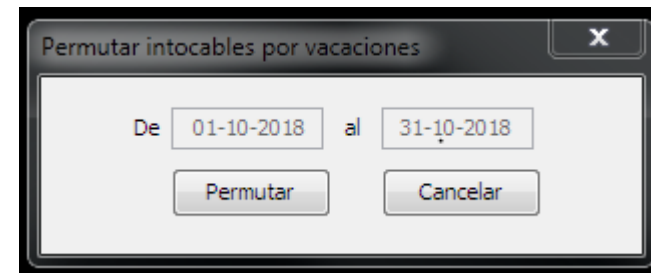 Permutar intocables por vacaciones
De 01-10-2018 al 31-10-2018
Permutar Cancelar